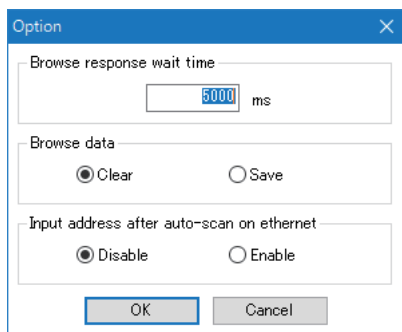 Option
Browse response wait time
5000 ms
Browse data
Clear Save
Input address after auto-scan on ethernet
Disable Enable
OK Cancel